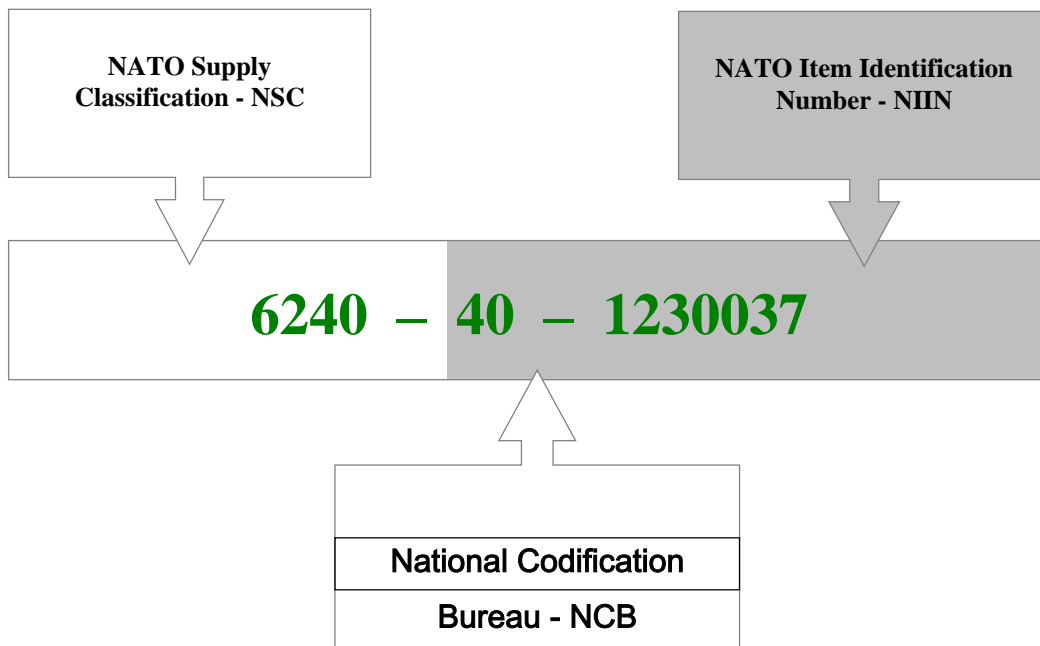 NATO Supply
Classification - NSC
NATO Item Identification
Number - NIIN
6240 – 40 – 1230037
National Codification
Bureau - NCB